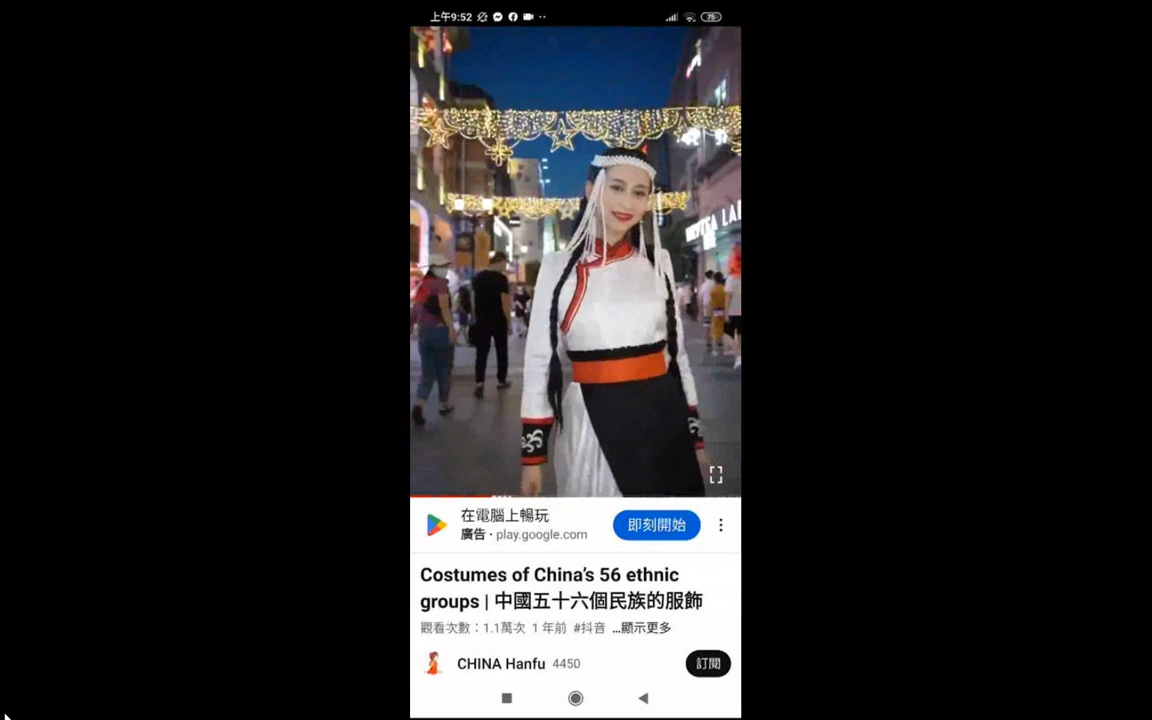 上午9:52
75
在電腦上暢玩
廣告 · play.google.com
即刻開始
Costumes of China's 56 ethnic
groups | 中國五十六個民族的服飾
觀看次數：1.1萬次 1 年前 #抖音 ...顯示更多
CHINA Hanfu 4450
訂閱